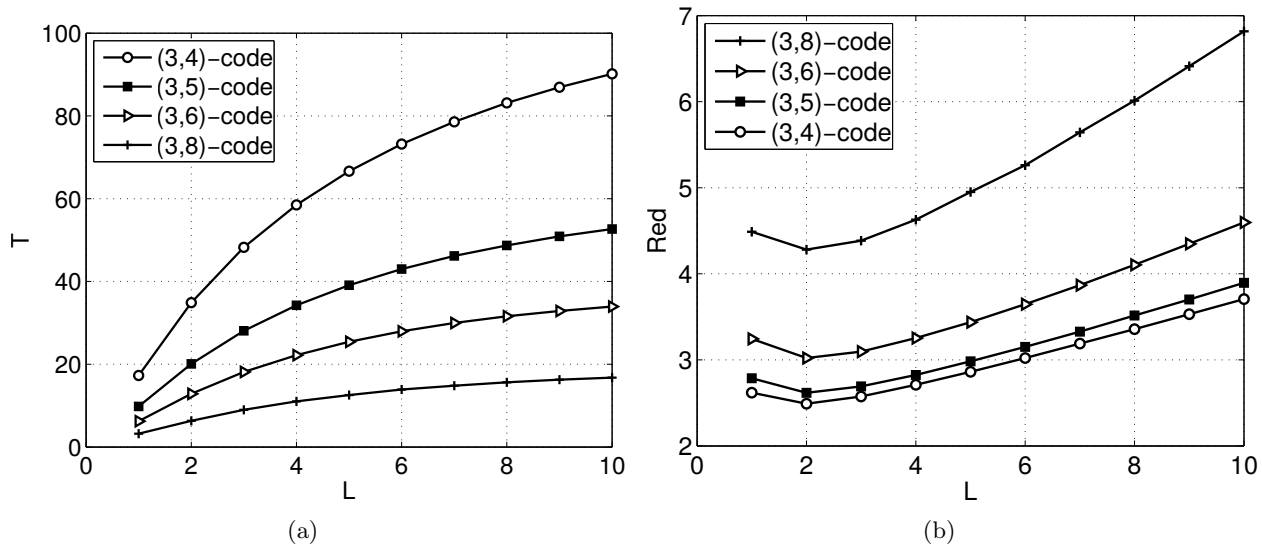 100
80
60
40
20
0
T
(3,4)−code
(3,5)−code
(3,6)−code
(3,8)−code
0 2 4 6 8 10
L
(a)
7
6
5
4
3
2
Red
(3,8)−code
(3,6)−code
(3,5)−code
(3,4)−code
0 2 4 6 8 10
L
(b)